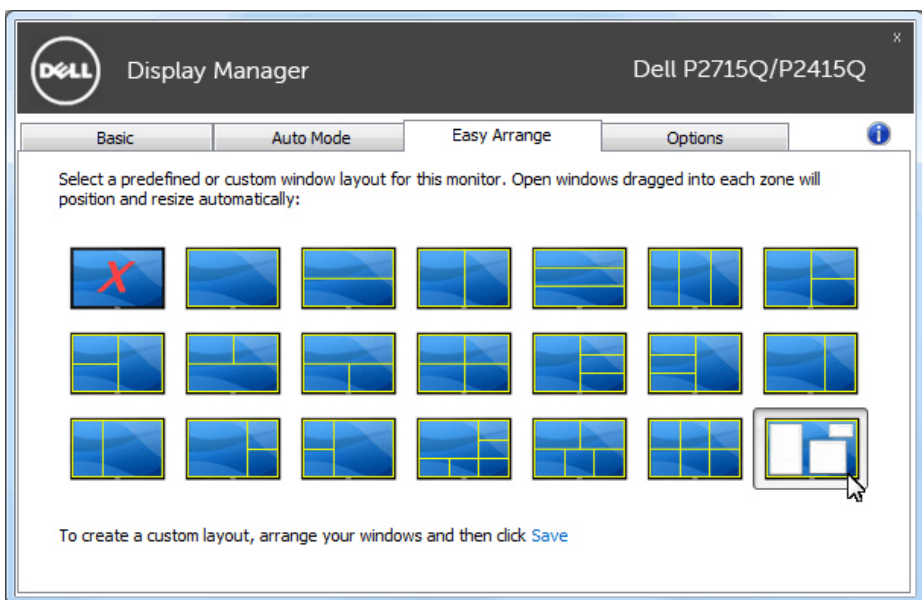 x
DELL
Display Manager
Dell P2715Q/P2415Q
Basic
Auto Mode
Easy Arrange
Options
i
Select a predefined or custom window layout for this monitor. Open windows dragged into each zone will
position and resize automatically:
X
To create a custom layout, arrange your windows and then click Save